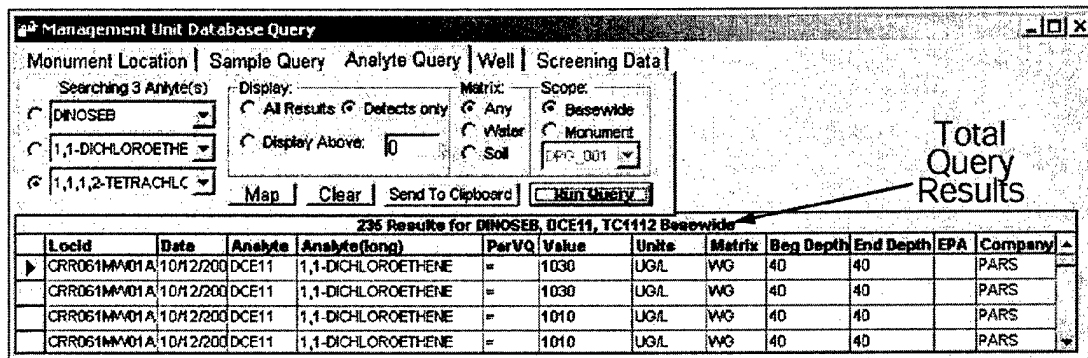 Management Unit Database Query
Monument Location Sample Query Analyte Query Well Screening Data
Searching 3 Anlyte(s) Display: Matrix: Scope:
DINOSEB All Results Detects only Any Basewide
1,1-DICHLOROETHE Display Above: 0 Water Monument
1,1,1,2-TETRACHLC Soil DPG_001
Map Clear Send To Clipboard Run Query
Total
Query
Results
236 Results for DINOSEB, DCE11, TC1112 Basewide
Locid Date Analyte Analyte(long) ParVQ Value Units Matrix Beg Depth End Depth EPA Company
CRR061MW01A 10/12/200 DCE11 1,1-DICHLOROETHENE = 1030 UG/L WG 40 40 PARS
CRR061MW01A 10/12/200 DCE11 1,1-DICHLOROETHENE = 1030 UG/L WG 40 40 PARS
CRR061MW01A 10/12/200 DCE11 1,1-DICHLOROETHENE = 1010 UG/L WG 40 40 PARS
CRR061MW01A 10/12/200 DCE11 1,1-DICHLOROETHENE = 1010 UG/L WG 40 40 PARS